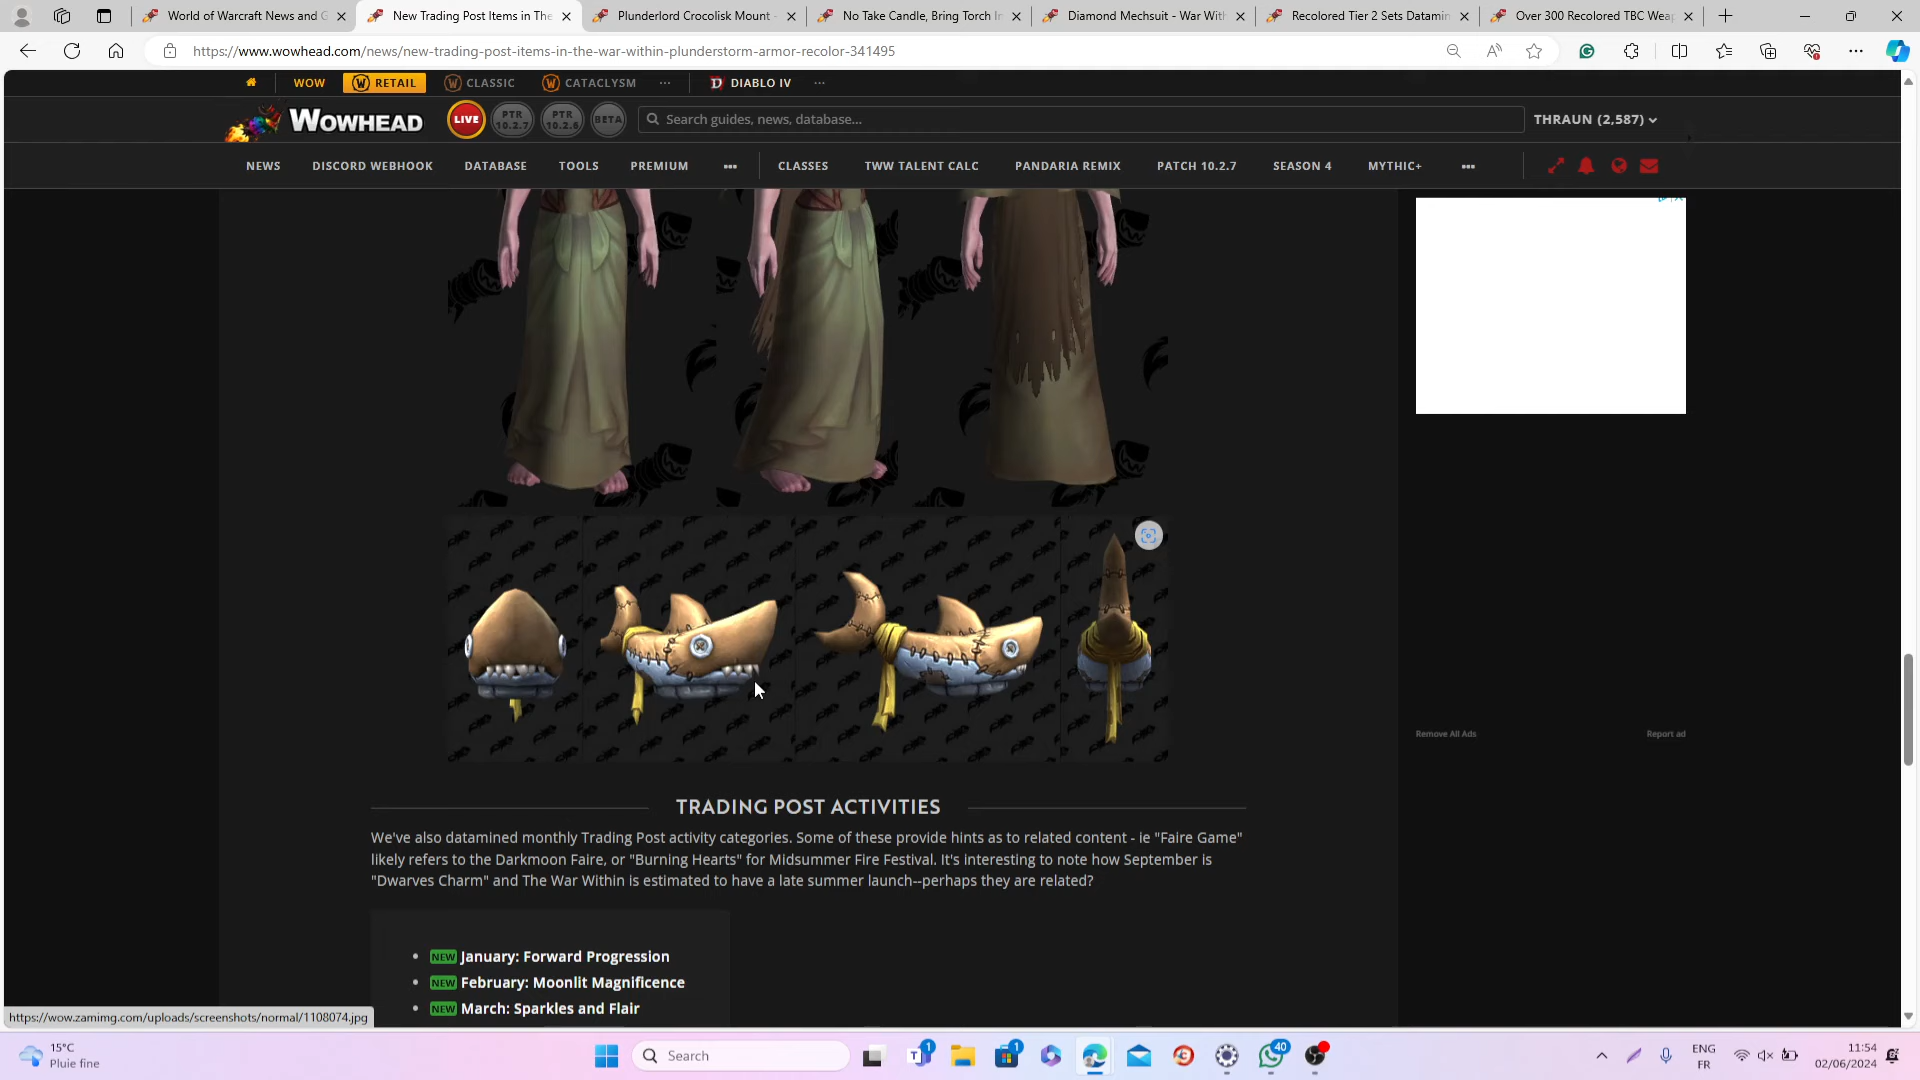 World of Warcraft News and G
New Trading Post Items in The
Plunderlord Crocolisk Mount -
No Take Candle, Bring Torch In
Diamond Mechsuit - War With
Recolored Tier 2 Sets Datamin
Over 300 Recolored TBC Weap
https://www.wowhead.com/news/new-trading-post-items-in-the-war-within-plunderstorm-armor-recolor-341495
WOW
RETAIL
CLASSIC
CATACLYSM
DIABLO IV
WOWHEAD
LIVE
PTR 10.2.7
PTR 10.2.6
BETA
Search guides, news, database...
THRAUN (2,587)
NEWS
DISCORD WEBHOOK
DATABASE
TOOLS
PREMIUM
CLASSES
TWW TALENT CALC
PANDARIA REMIX
PATCH 10.2.7
SEASON 4
MYTHIC+
Remove All Ads
Report ad
TRADING POST ACTIVITIES
We've also datamined monthly Trading Post activity categories. Some of these provide hints as to related content - ie "Faire Game"
likely refers to the Darkmoon Faire, or "Burning Hearts" for Midsummer Fire Festival. It's interesting to note how September is
"Dwarves Charm" and The War Within is estimated to have a late summer launch--perhaps they are related?
NEW January: Forward Progression
NEW February: Moonlit Magnificence
NEW March: Sparkles and Flair
https://wow.zamimg.com/uploads/screenshots/normal/1108074.jpg
15°C
Pluie fine
Search
1
1
40
ENG
FR
11:54
02/06/2024